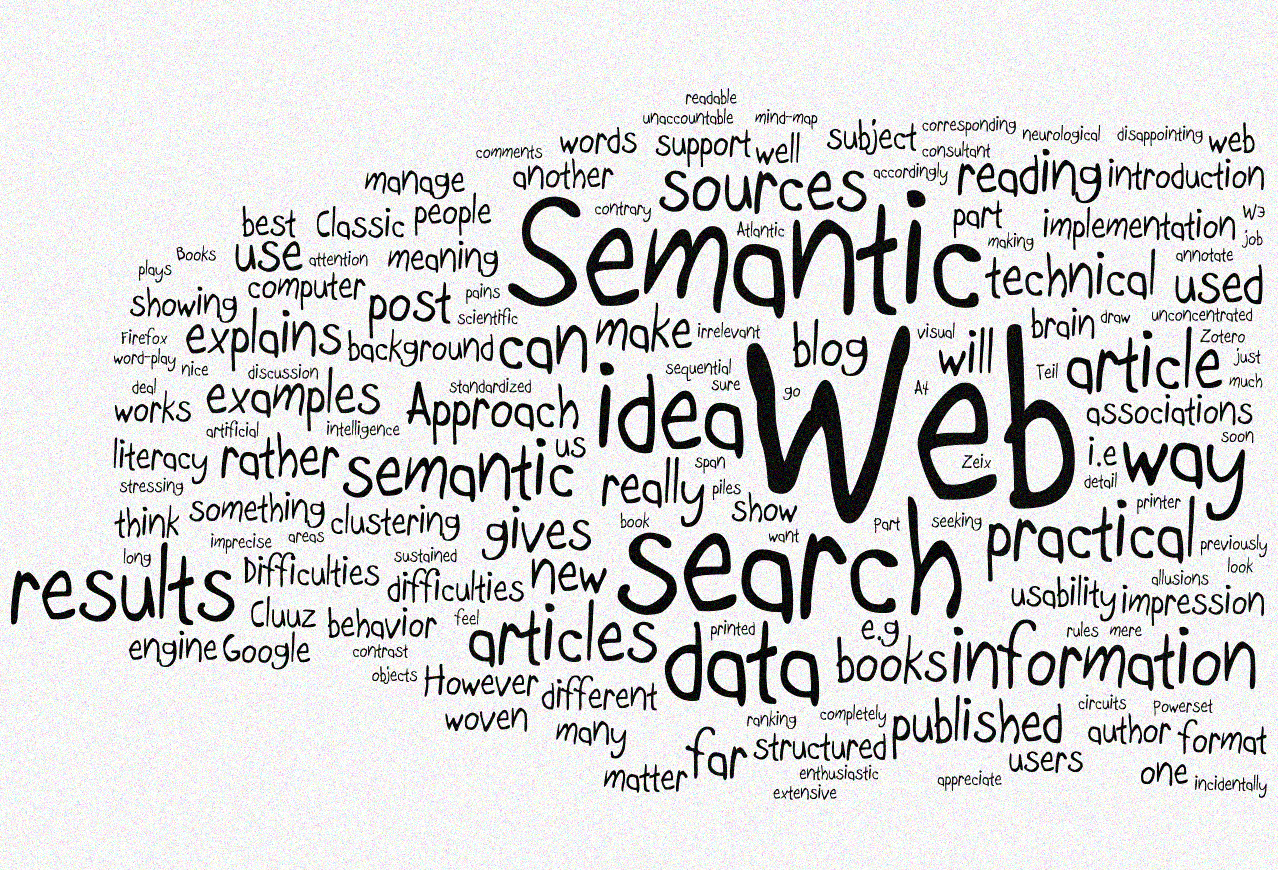 readable
unaccountable mind-map
comments words support well subject corresponding neurological disappointing web
consultant
manage another sources accordingly reading introduction
best Classic people Semantic contrary Atlantic part implementation W3
making job
Books use attention meaning technical annotate used
plays
showing computer post pains scientific
Firefox explains background can make irrelevant blog Web visual will brain draw unconcentrated
Zotero
word-play nice discussion sequential Teil article just
deal standardized sure go A4 much
works examples Approach idea associations
artificial intelligence us soon
literacy rather semantic really span Zeix i.e way
stressing piles detail
think something clustering gives book show Part seeking practical printer
imprecise areas want previously
long sustained look
results Difficulties difficulties new search allusions
usability impression
Cluuz behavior feel articles printed e.g rules mere
engine Google contrast data books information
objects However different
woven many ranking completely published circuits Powerset
author format
matter far structured users
enthusiastic appreciate one incidentally
extensive